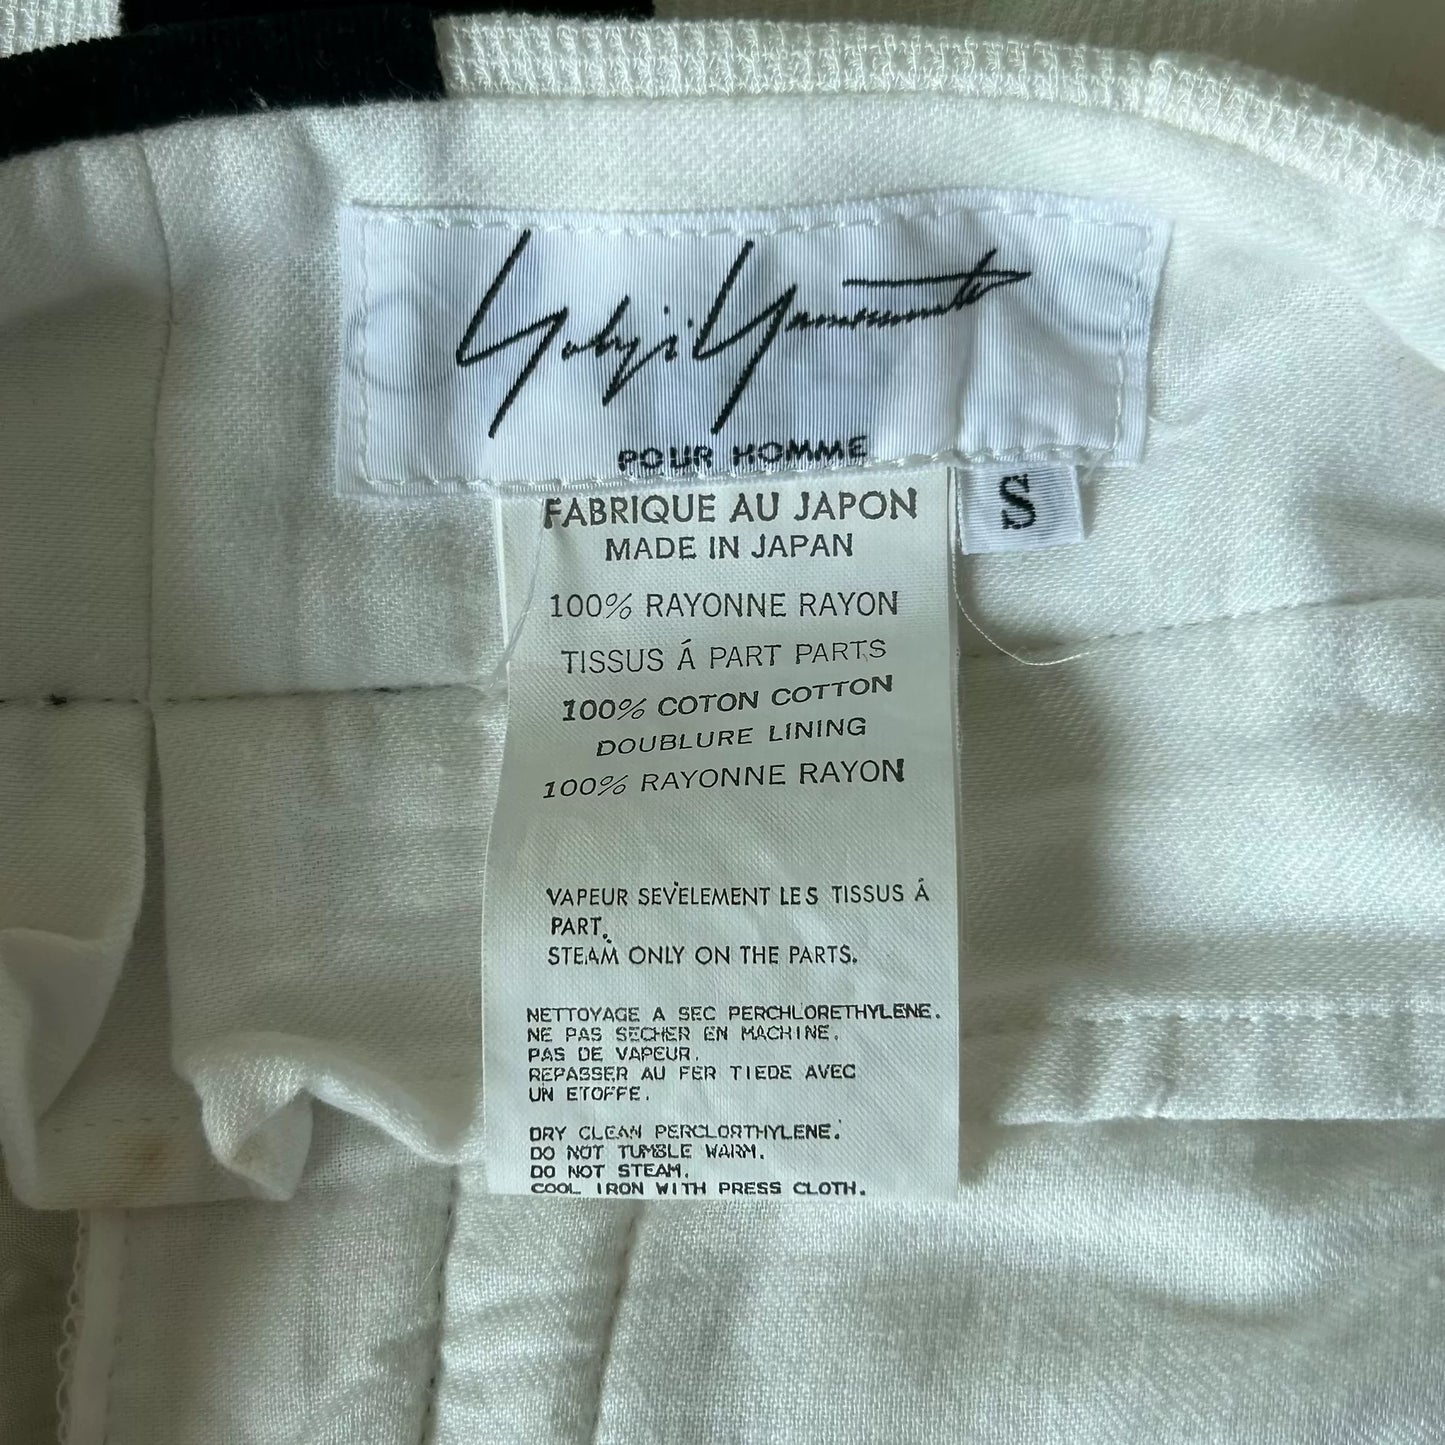 Yohji Yamamoto
POUR HOMME
S
FABRIQUE AU JAPON
MADE IN JAPAN
100% RAYONNE RAYON
TISSUS Á PART PARTS
100% COTON COTTON
DOUBLURE LINING
100% RAYONNE RAYON
VAPEUR SEVÈLEMENT LES TISSUS Á
PART.
STEAM ONLY ON THE PARTS.
NETTOYAGE A SEC PERCHLORETHYLENE.
NE PAS SECHER EN MACHINE.
PAS DE VAPEUR.
REPASSER AU FER TIEDE AVEC
UN ETOFFE.
DRY CLEAN PERCLORTHYLENE.
DO NOT TUMBLE WARM.
DO NOT STEAM.
COOL IRON WITH PRESS CLOTH.